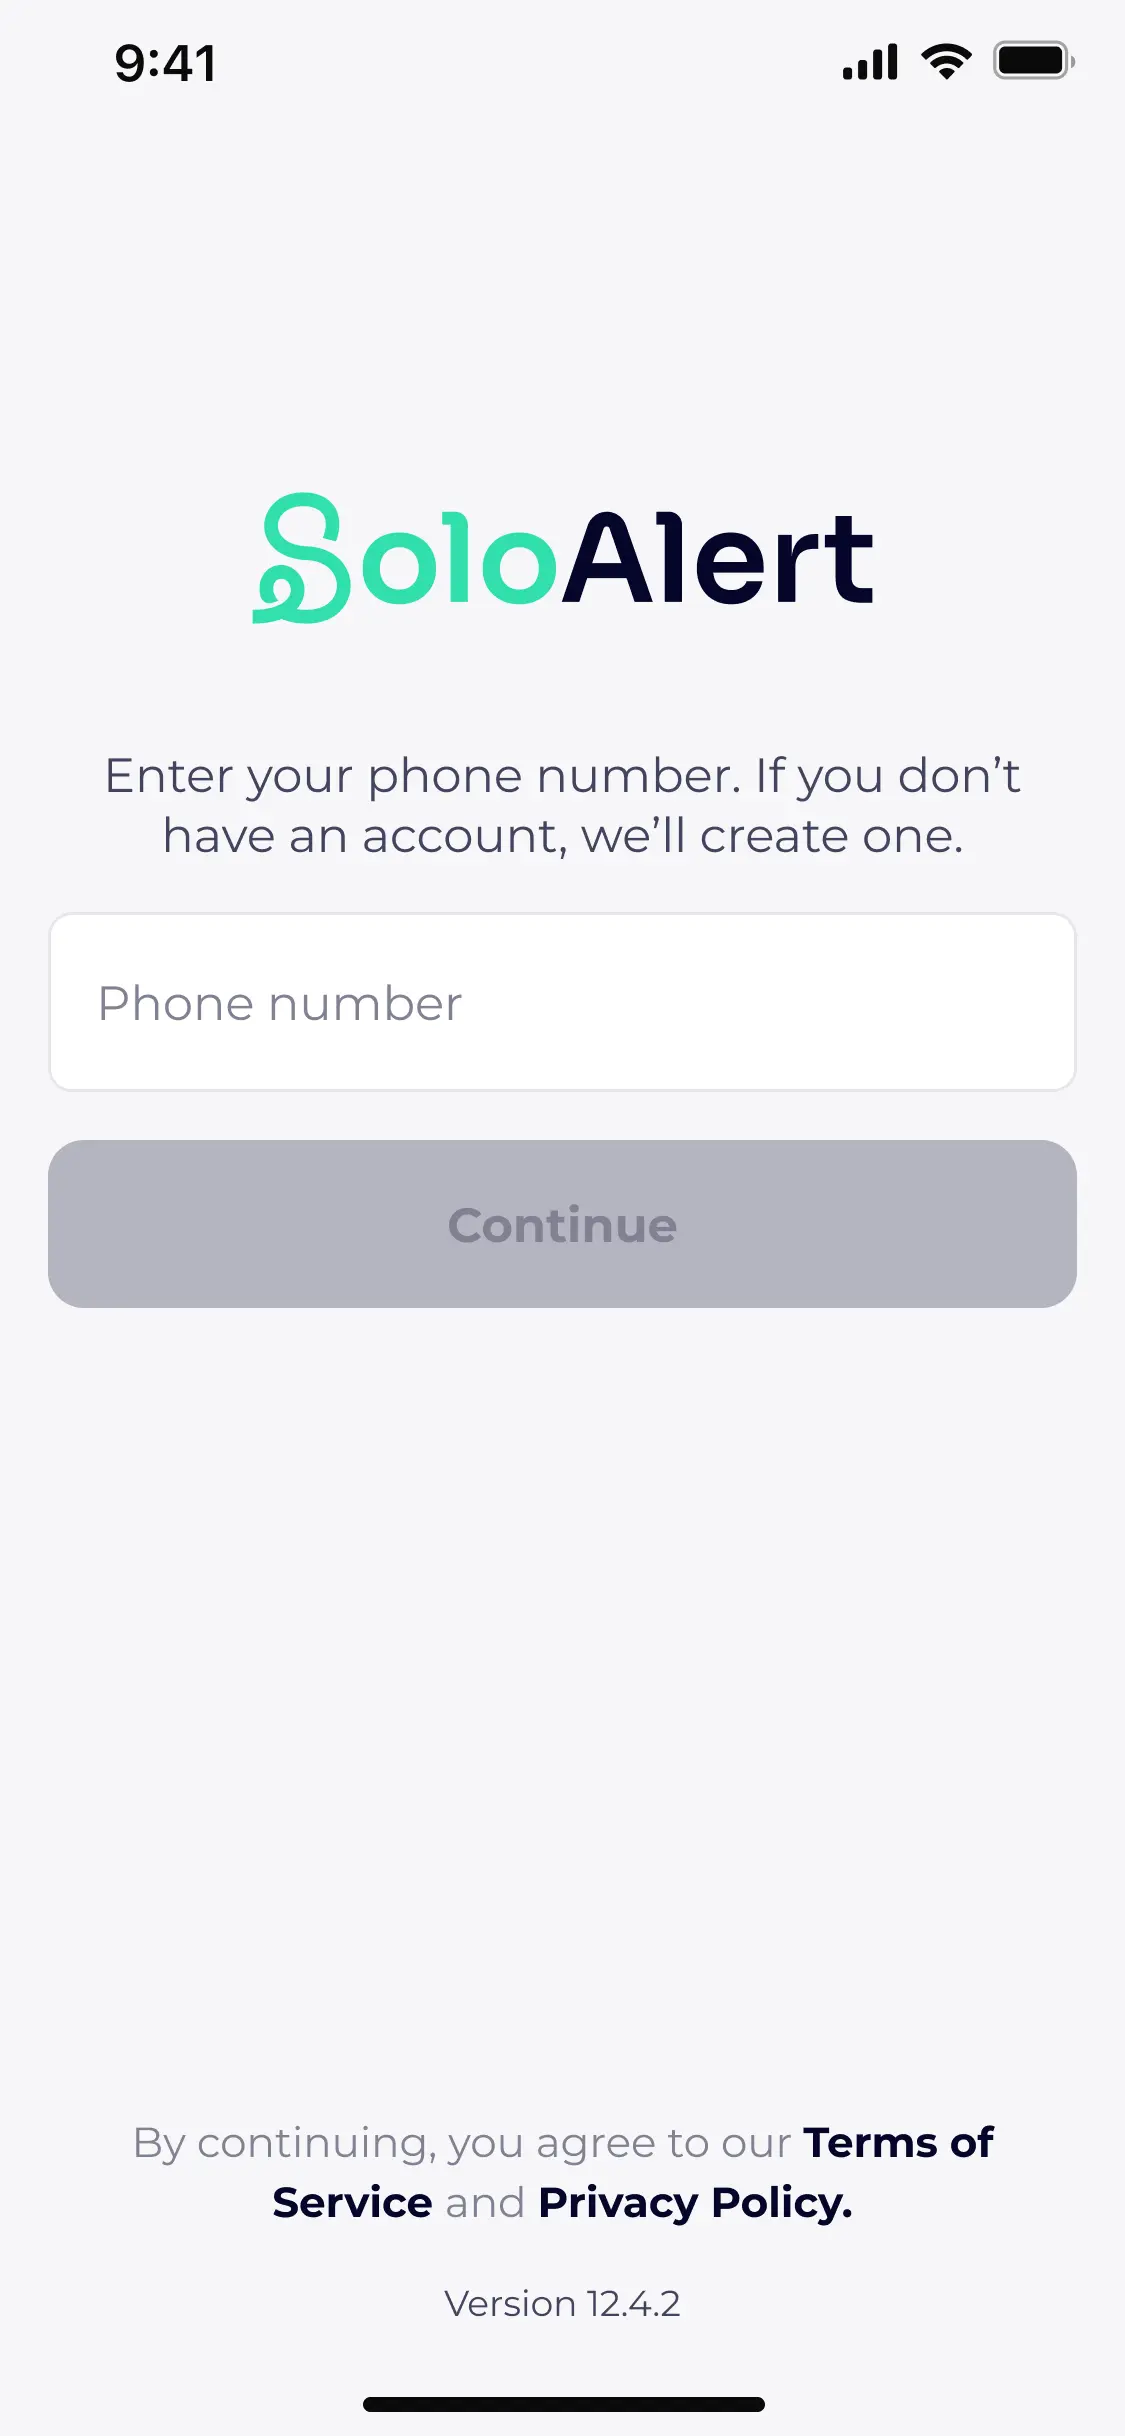 9:41
SoloAlert
Enter your phone number. If you don’t
have an account, we’ll create one.
Phone number
Continue
By continuing, you agree to our Terms of
Service and Privacy Policy.
Version 12.4.2